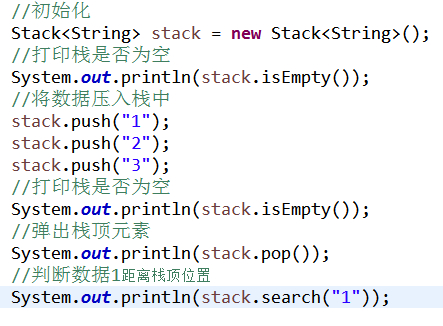 //初始化
Stack<String> stack = new Stack<String>();
//打印栈是否为空
System.out.println(stack.isEmpty());
//将数据压入栈中
stack.push("1");
stack.push("2");
stack.push("3");
//打印栈是否为空
System.out.println(stack.isEmpty());
//弹出栈顶元素
System.out.println(stack.pop());
//判断数据1距离栈顶位置
System.out.println(stack.search("1"));